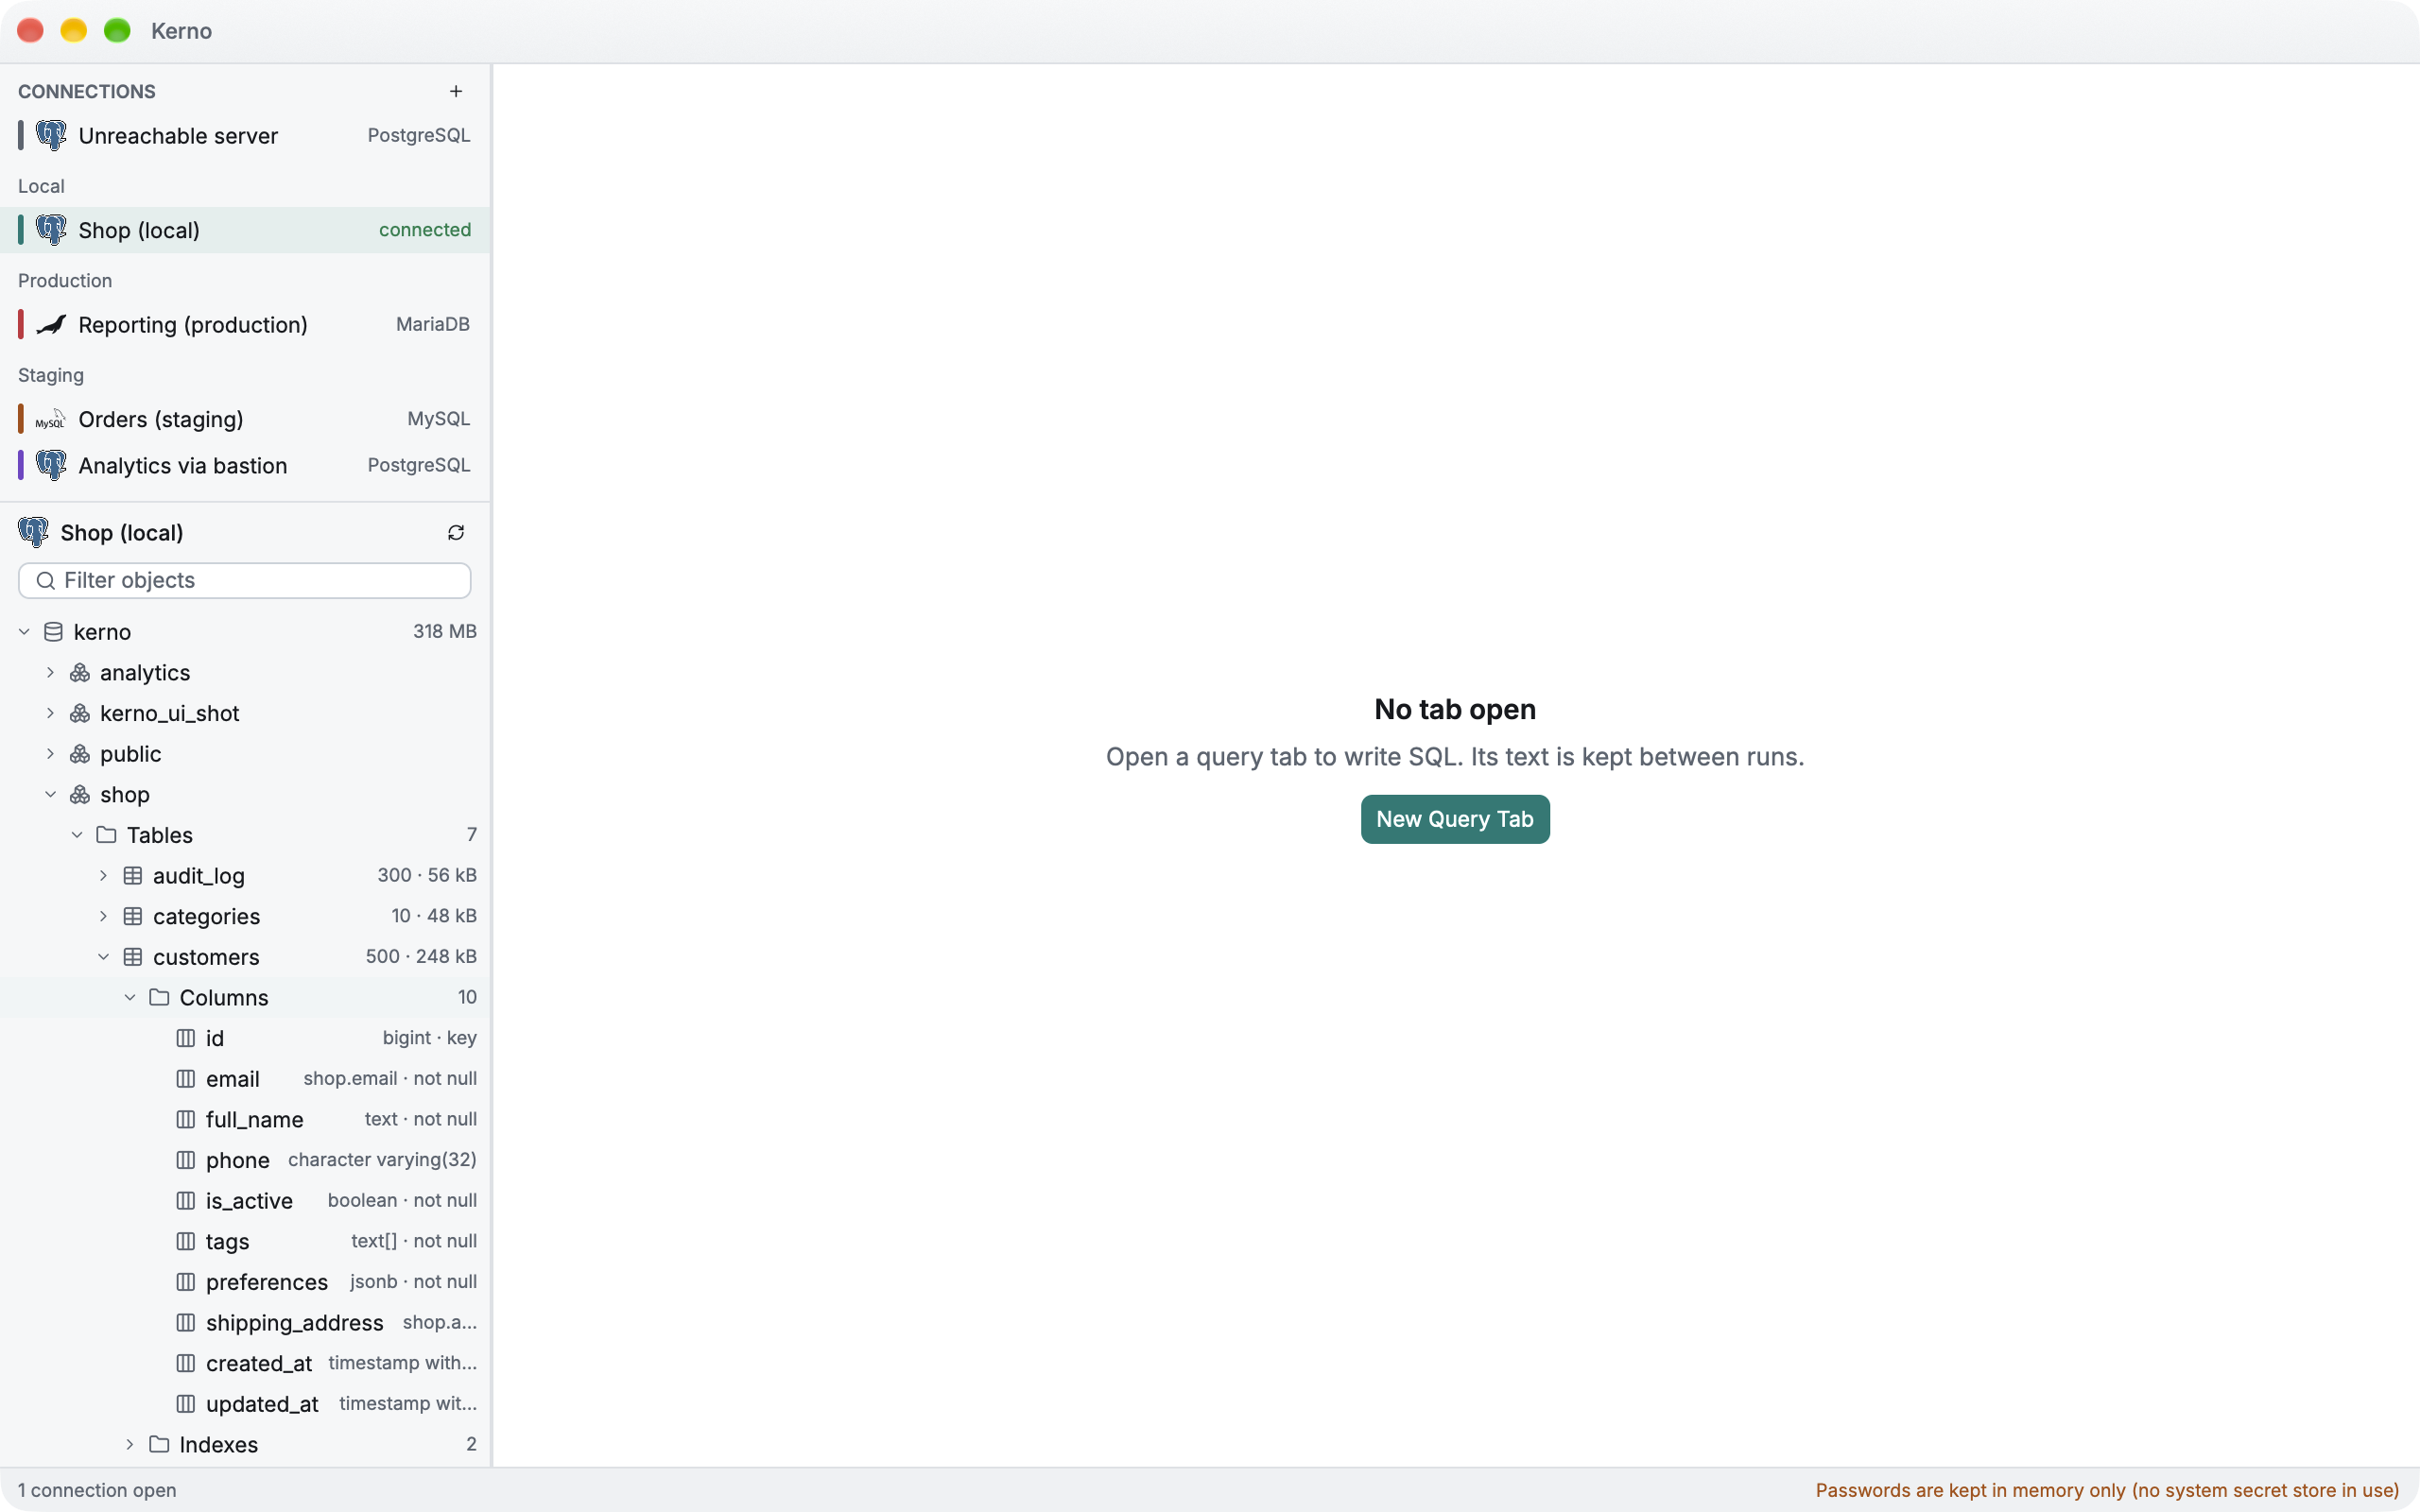 Kerno
CONNECTIONS
Unreachable server PostgreSQL
Local
Shop (local) connected
Production
Reporting (production) MariaDB
Staging
MySQL Orders (staging) MySQL
Analytics via bastion PostgreSQL
Shop (local)
Filter objects
kerno 318 MB
analytics
kerno_ui_shot
public
shop
Tables 7
audit_log 300 · 56 kB
categories 10 · 48 kB
customers 500 · 248 kB
Columns 10
id bigint · key
email shop.email · not null
full_name text · not null
phone character varying(32)
is_active boolean · not null
tags text[] · not null
preferences jsonb · not null
shipping_address shop.a...
created_at timestamp with...
updated_at timestamp wit...
Indexes 2
No tab open
Open a query tab to write SQL. Its text is kept between runs.
New Query Tab
1 connection open
Passwords are kept in memory only (no system secret store in use)